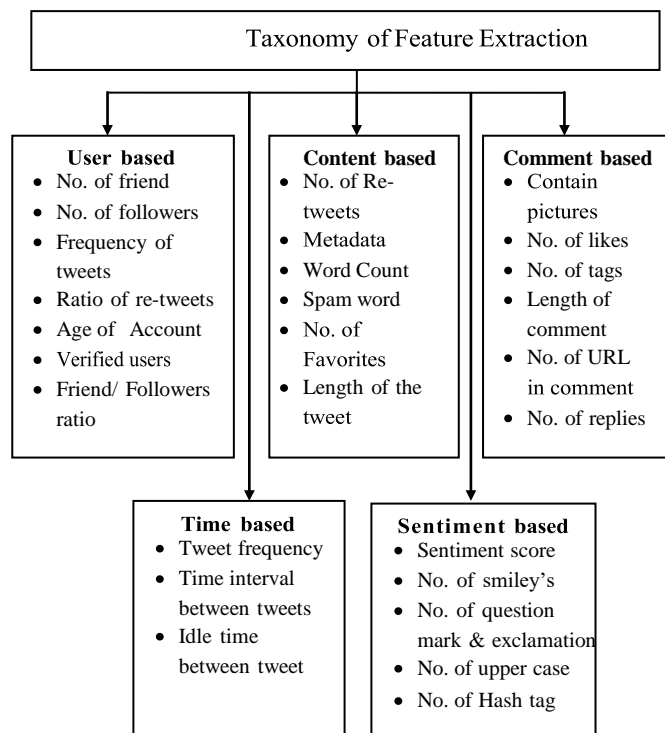 Taxonomy of Feature Extraction
User based
• No. of friend
• No. of followers
• Frequency of
tweets
• Ratio of re-tweets
• Age of Account
• Verified users
• Friend/ Followers
ratio
Content based
• No. of Re-
tweets
• Metadata
• Word Count
• Spam word
• No. of
Favorites
• Length of the
tweet
Comment based
• Contain
pictures
• No. of likes
• No. of tags
• Length of
comment
• No. of URL
in comment
• No. of replies
Time based
• Tweet frequency
• Time interval
between tweets
• Idle time
between tweet
Sentiment based
• Sentiment score
• No. of smiley's
• No. of question
mark & exclamation
• No. of upper case
• No. of Hash tag